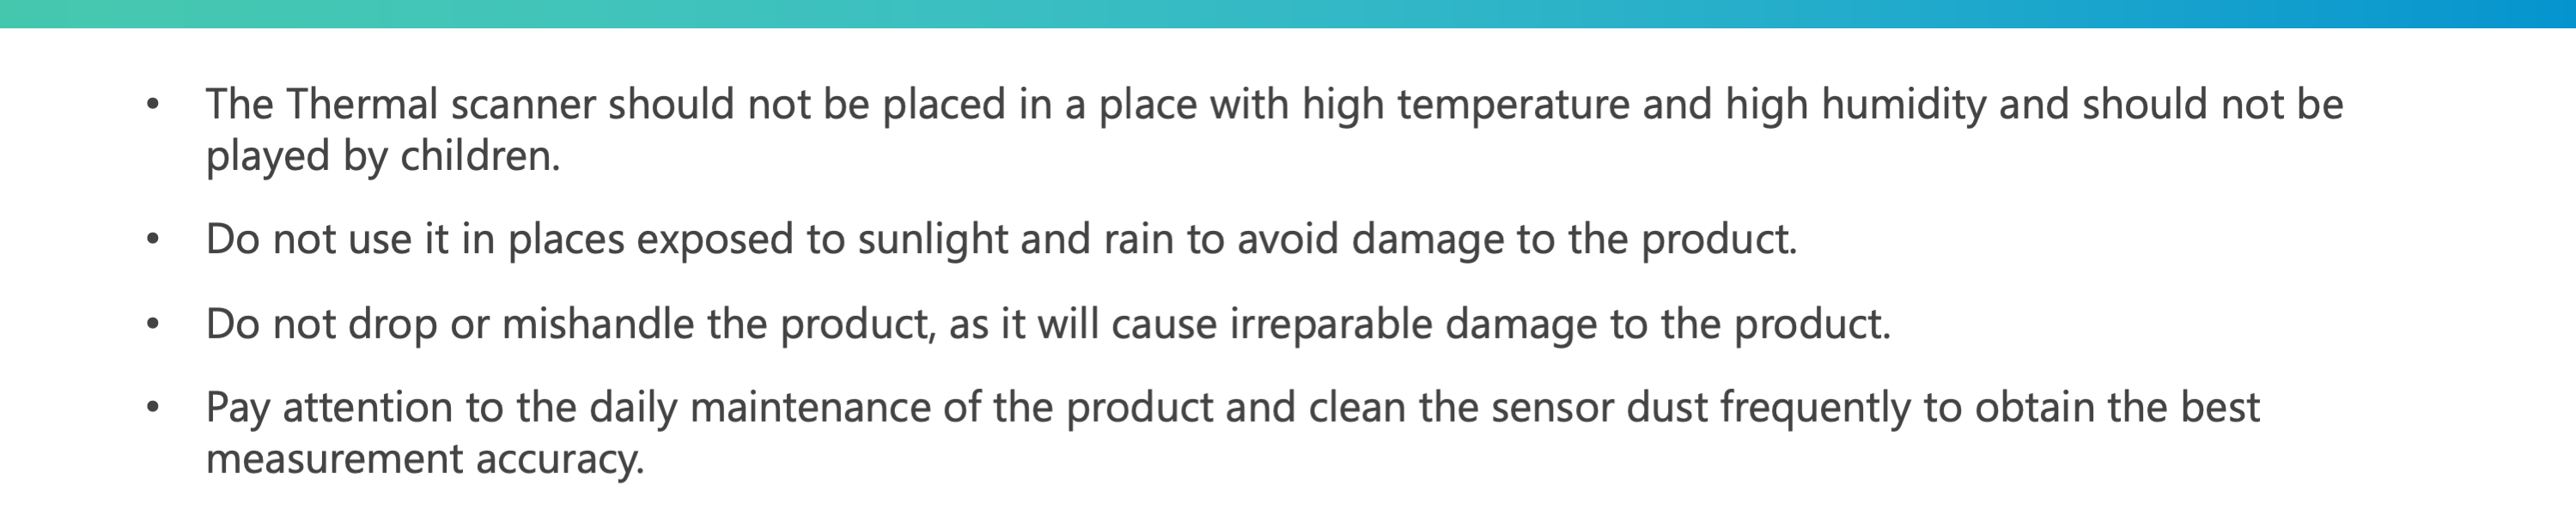 • The Thermal scanner should not be placed in a place with high temperature and high humidity and should not be
played by children.
• Do not use it in places exposed to sunlight and rain to avoid damage to the product.
• Do not drop or mishandle the product, as it will cause irreparable damage to the product.
• Pay attention to the daily maintenance of the product and clean the sensor dust frequently to obtain the best
measurement accuracy.